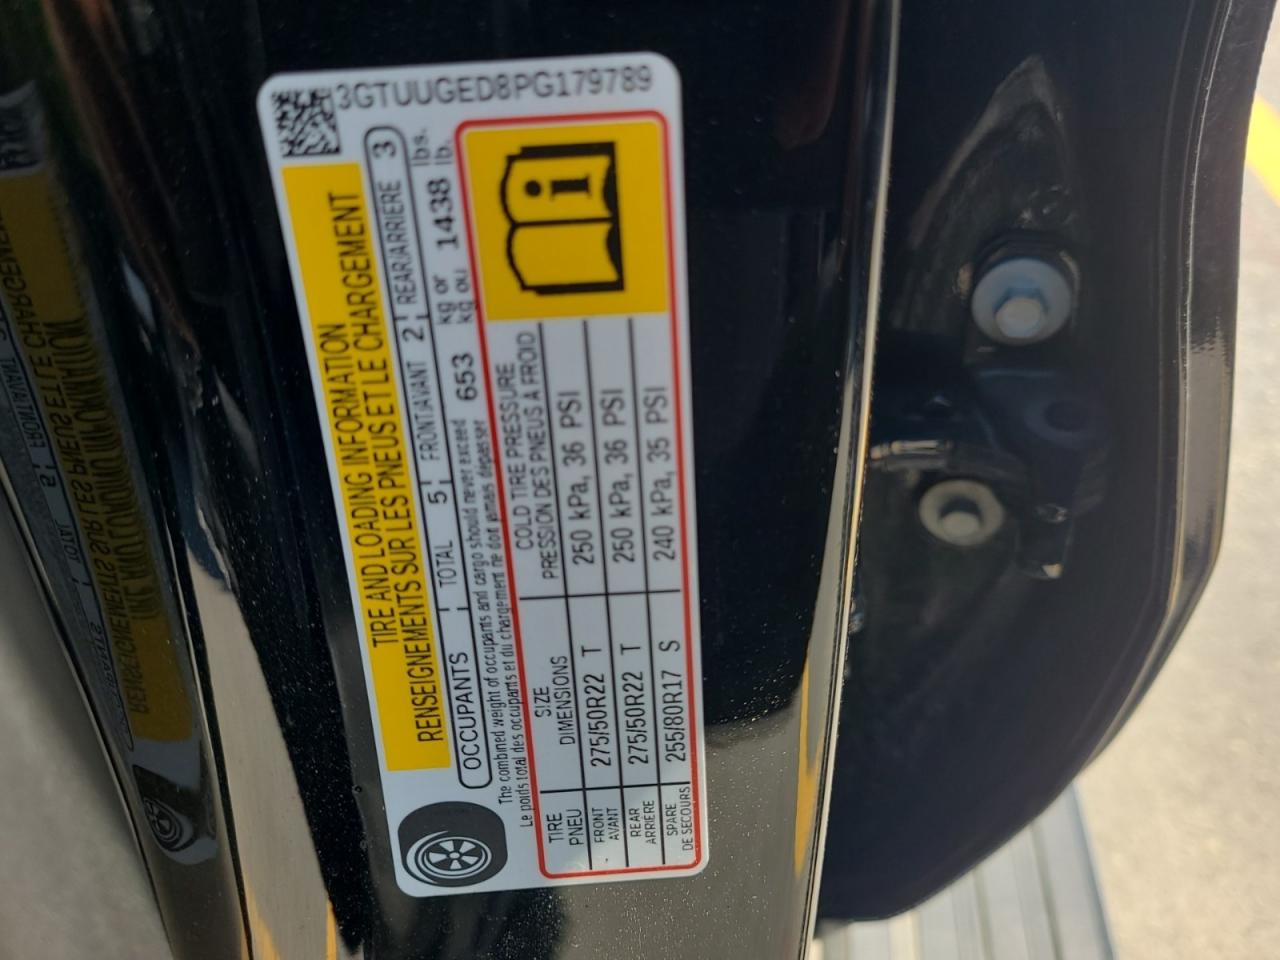 3GTUUGED8PG179789
TIRE AND LOADING INFORMATION
RENSEIGNEMENTS SUR LES PNEUS ET LE CHARGEMENT
OCCUPANTS TOTAL 5 FRONT/AVANT 2 REAR/ARRIÈRE 3
The combined weight of occupants and cargo should never exceed 653 kg or 1438 lbs.
Le poids total des occupants et du chargement ne doit jamais dépasser kg ou lb.
TIRE SIZE COLD TIRE PRESSURE
PNEU DIMENSIONS PRESSION DES PNEUS À FROID
FRONT
AVANT 275/50R22 T 250 kPa, 36 PSI
REAR
ARRIÈRE 275/50R22 T 250 kPa, 36 PSI
SPARE
DE SECOURS 255/80R17 S 240 kPa, 35 PSI